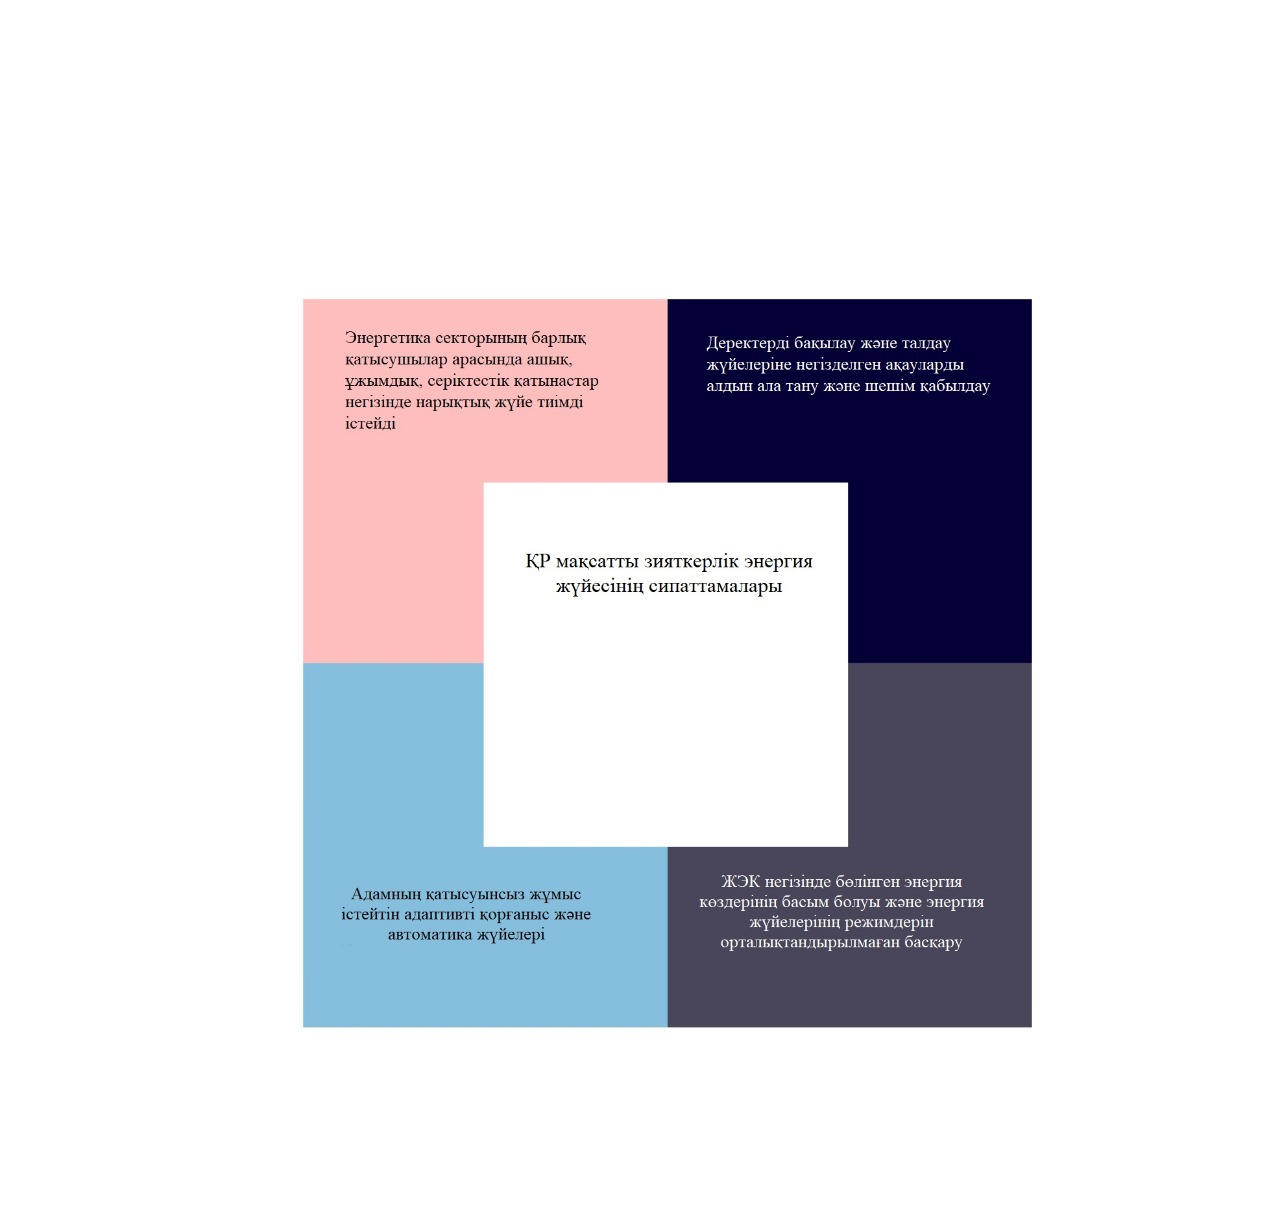 Энергетика секторының барлық
қатысушылар арасында ашық,
ұжымдық, серіктестік қатынастар
негізінде нарықтық жүйе тиімді
істейді
Деректерді бақылау және талдау
жүйелеріне негізделген ақауларды
алдын ала тану және шешім қабылдау
ҚР мақсатты зияткерлік энергия
жүйесінің сипаттамалары
Адамның қатысуынсыз жұмыс
істейтін адаптивті қорғаныс және
автоматика жүйелері
ЖЭК негізінде бөлінген энергия
көздерінің басым болуы және энергия
жүйелерінің режимдерін
орталықтандырылмаған басқару